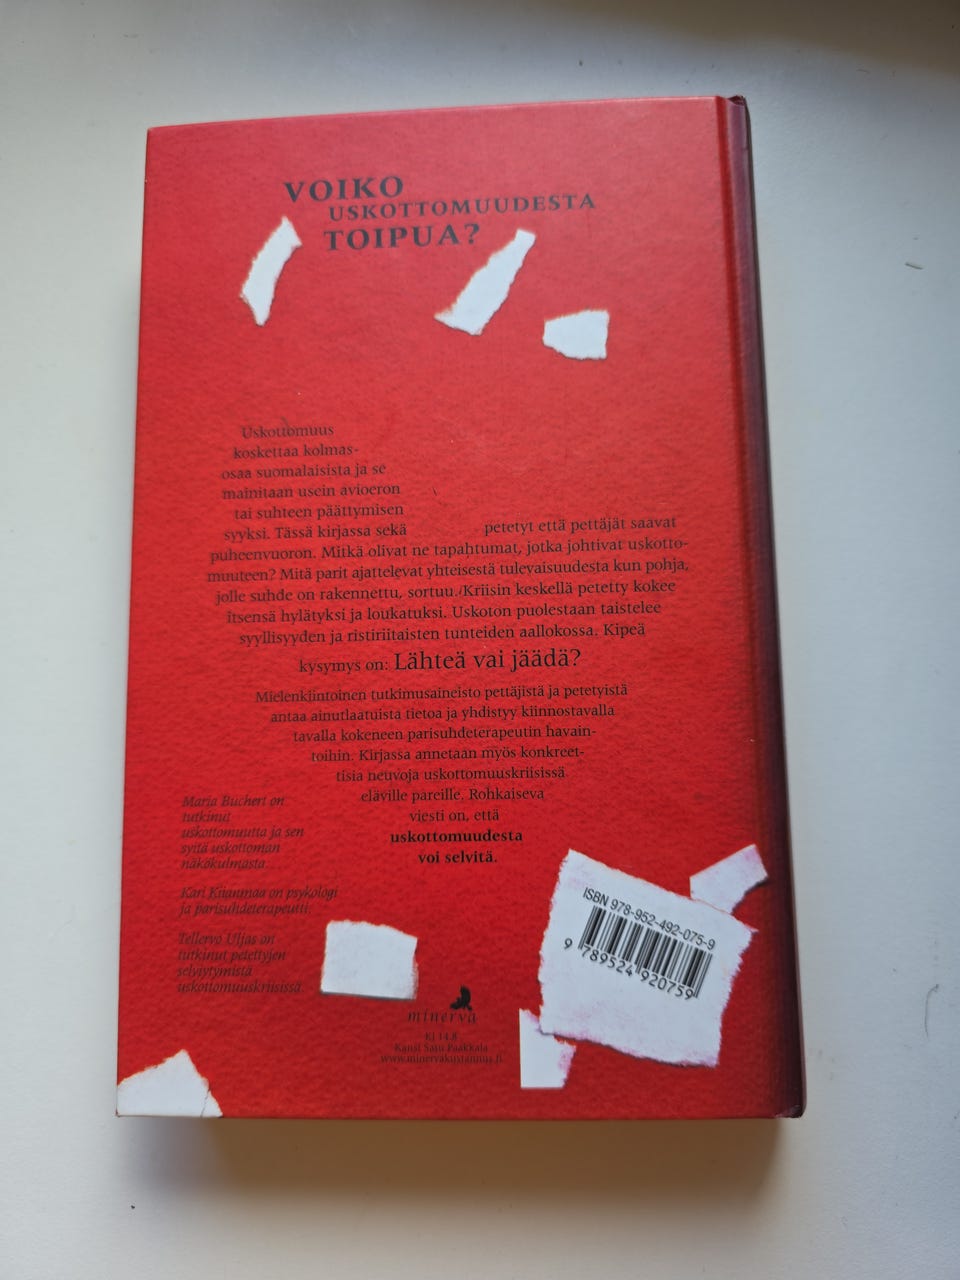 VOIKO
USKOTTOMUUDESTA
TOIPUA?
Uskottomuus
koskettaa kolmas-
osaa suomalaisista ja se
mainitaan usein avioeron
tai suhteen päättymisen
syyksi. Tässä kirjassa sekä petetyt että pettäjät saavat
puheenvuoron. Mitkä olivat ne tapahtumat, jotka johtivat uskotto-
muuteen? Mitä parit ajattelevat yhteisestä tulevaisuudesta kun pohja,
jolle suhde on rakennettu, sortuu. Kriisin keskellä petetty kokee
itsensä hylätyksi ja loukatuksi. Uskoton puolestaan taistelee
syyllisyyden ja ristiriitaisten tunteiden aallokossa. Kipeä
kysymys on: Lähteä vai jäädä?
Mielenkiintoinen tutkimusaineisto pettäjistä ja petetyistä
antaa ainutlaatuista tietoa ja yhdistyy kiinnostavalla
tavalla kokeneen parisuhdeterapeutin havain-
toihin. Kirjassa annetaan myös konkreet-
tisia neuvoja uskottomuuskriisissä
eläville pareille. Rohkaiseva
viesti on, että
uskottomuudesta
voi selvitä.
Maria Buchert on
tutkinut
uskottomuutta ja sen
syitä uskottoman
näkökulmasta.
Kari Kiianmaa on psykologi
ja parisuhdeterapeutti.
Tellervo Uljas on
tutkinut petettyjen
selviytymistä
uskottomuuskriisissä.
ISBN 978-952-492-075-9
9 789524 920759
minerva
Kl 14.8
Kansi Satu Paakkala
www.minervakustannus.fi